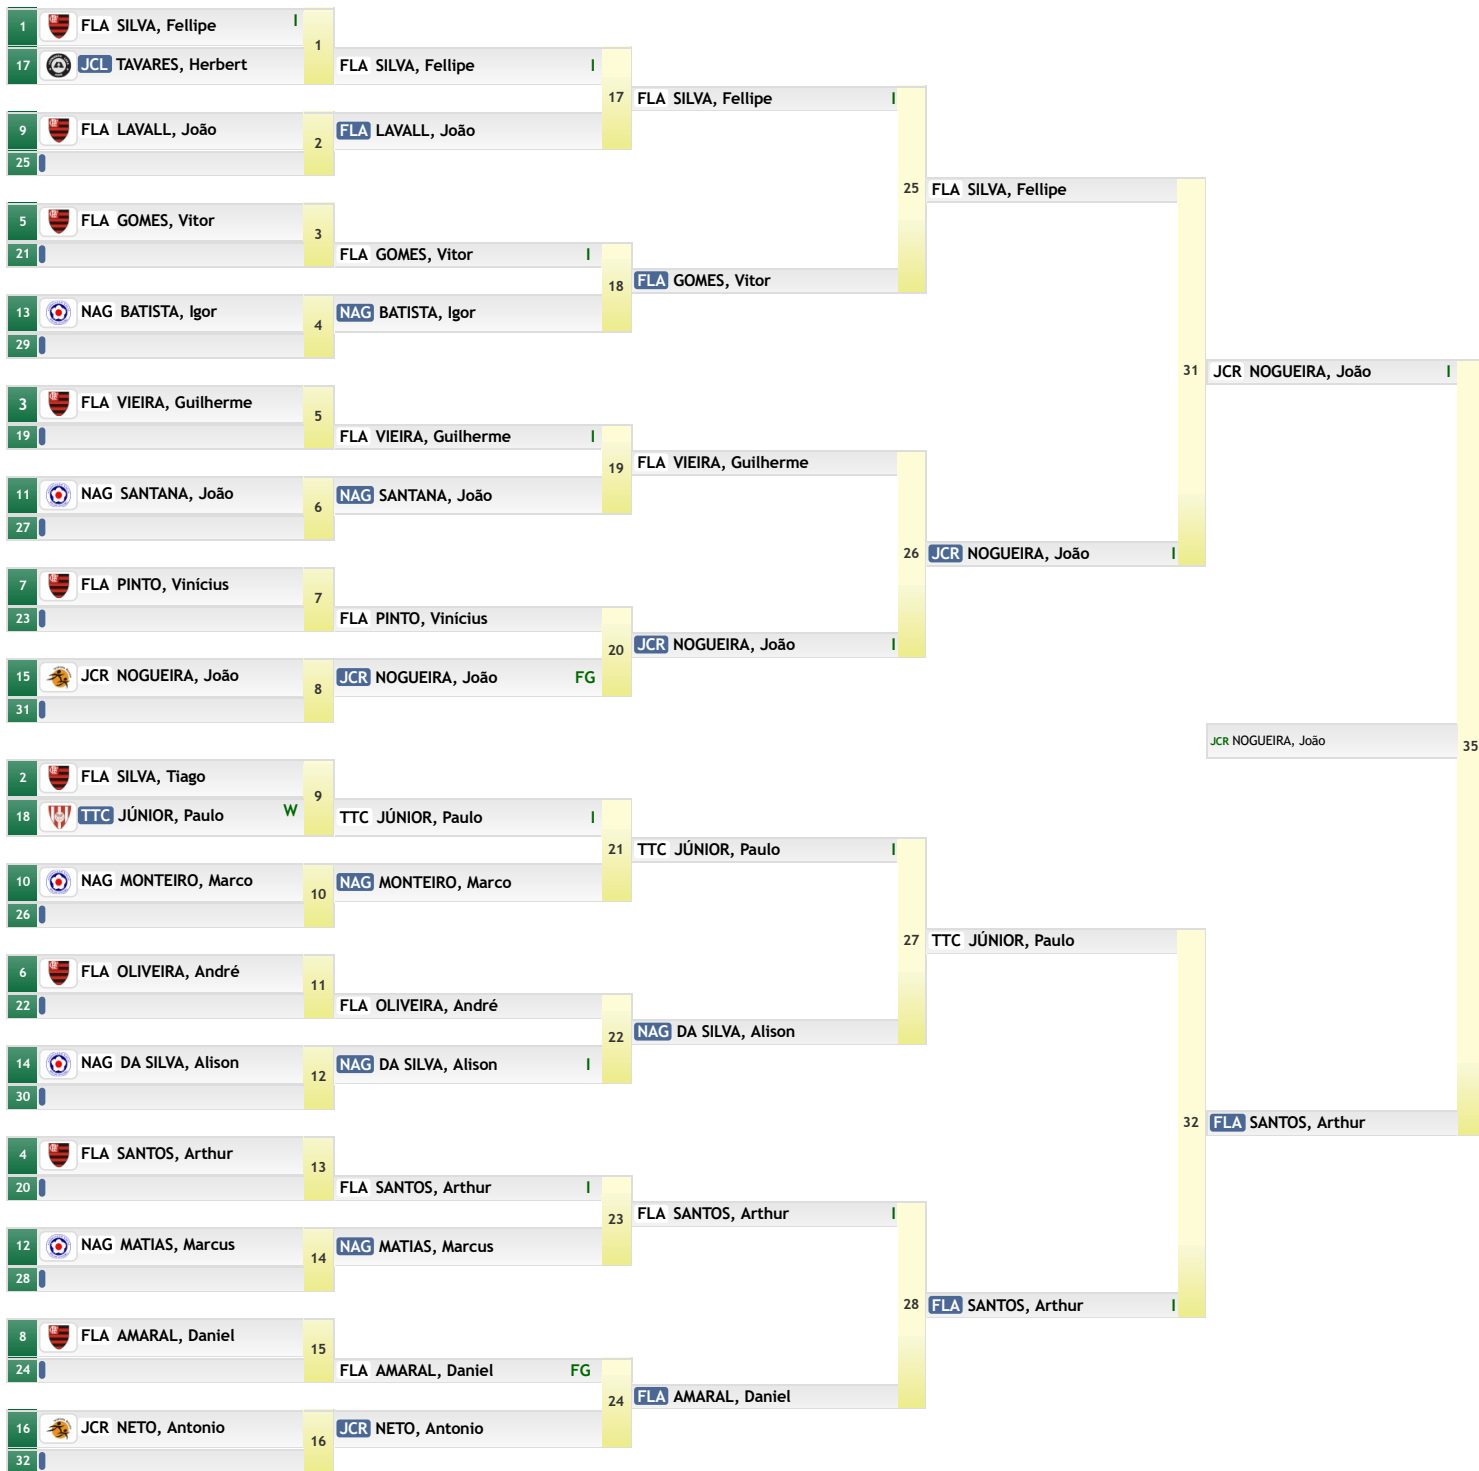 1 FLA SILVA, Fellipe I
1
17 JCL TAVARES, Herbert
FLA SILVA, Fellipe I
17
FLA SILVA, Fellipe I
9 FLA LAVALL, João
2
FLA LAVALL, João
25
25
FLA SILVA, Fellipe
5 FLA GOMES, Vitor
3
21
FLA GOMES, Vitor I
18
FLA GOMES, Vitor
13 NAG BATISTA, Igor
4
NAG BATISTA, Igor
29
31
JCR NOGUEIRA, João I
3 FLA VIEIRA, Guilherme
5
19
FLA VIEIRA, Guilherme I
19
FLA VIEIRA, Guilherme
11 NAG SANTANA, João
6
NAG SANTANA, João
27
26
JCR NOGUEIRA, João I
7 FLA PINTO, Vinícius
7
23
FLA PINTO, Vinícius
20
JCR NOGUEIRA, João I
15 JCR NOGUEIRA, João
8
JCR NOGUEIRA, João FG
31
JCR NOGUEIRA, João
35
2 FLA SILVA, Tiago
9
18 TTC JÚNIOR, Paulo W
TTC JÚNIOR, Paulo I
21
TTC JÚNIOR, Paulo I
10 NAG MONTEIRO, Marco
10
NAG MONTEIRO, Marco
26
27
TTC JÚNIOR, Paulo
6 FLA OLIVEIRA, André
11
22
FLA OLIVEIRA, André
22
NAG DA SILVA, Alison
14 NAG DA SILVA, Alison
12
NAG DA SILVA, Alison I
30
32
FLA SANTOS, Arthur
4 FLA SANTOS, Arthur
13
20
FLA SANTOS, Arthur I
23
FLA SANTOS, Arthur I
12 NAG MATIAS, Marcus
14
NAG MATIAS, Marcus
28
28
FLA SANTOS, Arthur I
8 FLA AMARAL, Daniel
15
24
FLA AMARAL, Daniel FG
24
FLA AMARAL, Daniel
16 JCR NETO, Antonio
16
JCR NETO, Antonio
32